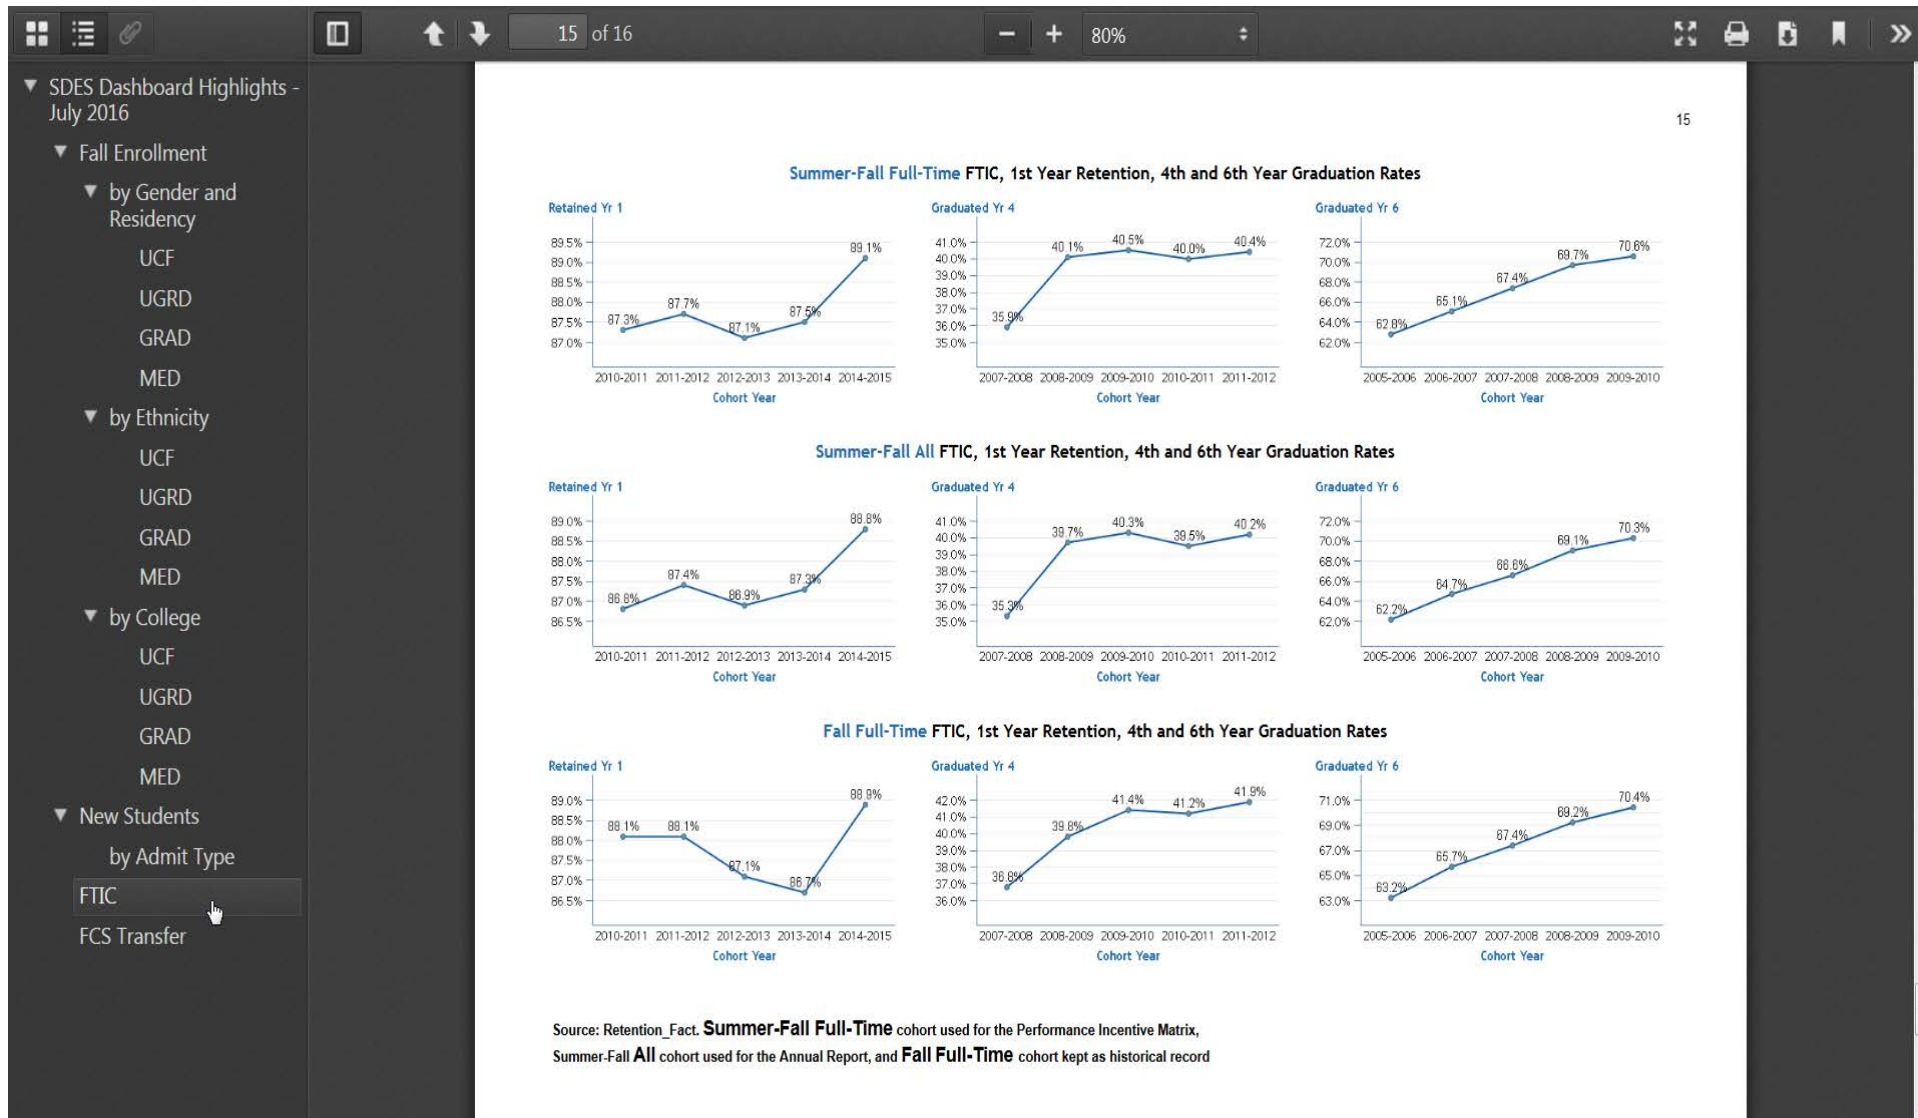 15 of 16
80%
SDES Dashboard Highlights -
July 2016
Fall Enrollment
by Gender and
Residency
UCF
UGRD
GRAD
MED
by Ethnicity
UCF
UGRD
GRAD
MED
by College
UCF
UGRD
GRAD
MED
New Students
by Admit Type
FTIC
FCS Transfer
15
Summer-Fall Full-Time FTIC, 1st Year Retention, 4th and 6th Year Graduation Rates
Retained Yr 1
89.5%
89.0%
88.5%
88.0%
87.5%
87.0%
87.3%
87.7%
87.1%
87.5%
89.1%
2010-2011 2011-2012 2012-2013 2013-2014 2014-2015
Cohort Year
Graduated Yr 4
41.0%
40.0%
39.0%
38.0%
37.0%
36.0%
35.0%
35.9%
40.1%
40.5%
40.0%
40.4%
2007-2008 2008-2009 2009-2010 2010-2011 2011-2012
Cohort Year
Graduated Yr 6
72.0%
70.0%
68.0%
66.0%
64.0%
62.0%
62.8%
65.1%
67.4%
69.7%
70.6%
2005-2006 2006-2007 2007-2008 2008-2009 2009-2010
Cohort Year
Summer-Fall All FTIC, 1st Year Retention, 4th and 6th Year Graduation Rates
Retained Yr 1
89.0%
88.5%
88.0%
87.5%
87.0%
86.5%
86.8%
87.4%
86.9%
87.3%
88.8%
2010-2011 2011-2012 2012-2013 2013-2014 2014-2015
Cohort Year
Graduated Yr 4
41.0%
40.0%
39.0%
38.0%
37.0%
36.0%
35.0%
35.3%
39.7%
40.3%
39.5%
40.2%
2007-2008 2008-2009 2009-2010 2010-2011 2011-2012
Cohort Year
Graduated Yr 6
72.0%
70.0%
68.0%
66.0%
64.0%
62.0%
62.2%
64.7%
66.6%
69.1%
70.3%
2005-2006 2006-2007 2007-2008 2008-2009 2009-2010
Cohort Year
Fall Full-Time FTIC, 1st Year Retention, 4th and 6th Year Graduation Rates
Retained Yr 1
89.0%
88.5%
88.0%
87.5%
87.0%
86.5%
88.1%
88.1%
87.1%
86.7%
88.9%
2010-2011 2011-2012 2012-2013 2013-2014 2014-2015
Cohort Year
Graduated Yr 4
42.0%
41.0%
40.0%
39.0%
38.0%
37.0%
36.0%
36.8%
39.8%
41.4%
41.2%
41.9%
2007-2008 2008-2009 2009-2010 2010-2011 2011-2012
Cohort Year
Graduated Yr 6
71.0%
69.0%
67.0%
65.0%
63.0%
63.2%
65.7%
67.4%
69.2%
70.4%
2005-2006 2006-2007 2007-2008 2008-2009 2009-2010
Cohort Year
Source: Retention_Fact. Summer-Fall Full-Time cohort used for the Performance Incentive Matrix,
Summer-Fall All cohort used for the Annual Report, and Fall Full-Time cohort kept as historical record